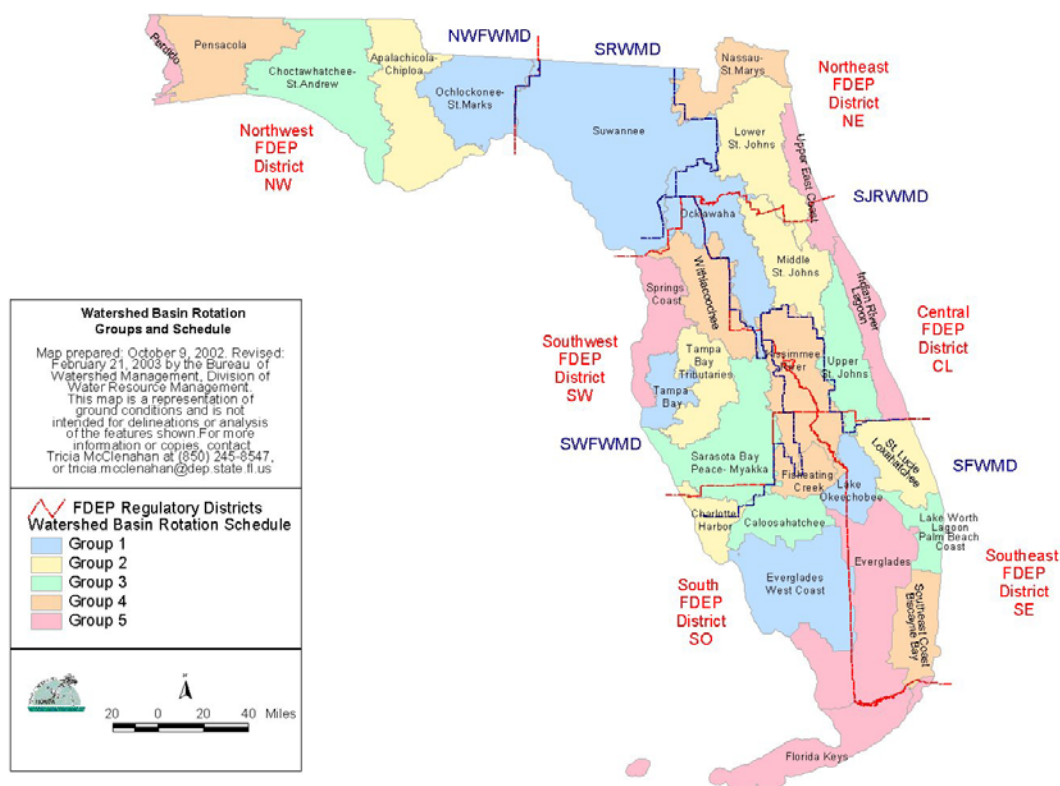 NWFWMD
SRWMD
Perdido
Pensacola
Choctawhatchee-
St.Andrew
Apalachicola-
Chiploa
Ochlockonee-
St.Marks
Suwannee
Nassau-
St.Marys
Northeast
FDEP
District
NE
Northwest
FDEP
District
NW
Lower
St. Johns
Upper East Coast
SJRWMD
Ocklawaha
Middle
St. Johns
Withlacoochee
Springs
Coast
Indian River
Lagoon
Central
FDEP
District
CL
Southwest
FDEP
District
SW
Tampa
Bay
Tributaries
Tampa
Bay
Kissimmee
River
Upper
St. Johns
SWFWMD
Sarasota Bay
Peace- Myakka
St. Lucie
Loxahatchee
SFWMD
Fisheating
Creek
Lake
Okeechobee
Charlotte
Harbor
Caloosahatchee
Lake Worth
Lagoon
Palm Beach
Coast
Southeast
FDEP
District
SE
Everglades
Everglades
West Coast
South
FDEP
District
SO
Southeast Coast
Biscayne Bay
Florida Keys
Watershed Basin Rotation
Groups and Schedule
Map prepared: October 9, 2002. Revised:
February 21, 2003 by the Bureau of
Watershed Management, Division of
Water Resource Management.
This map is a representation of
ground conditions and is not
intended for delineations or analysis
of the features shown.For more
information or copies, contact
Tricia McClenahan at (850) 245-8547,
or tricia.mcclenahan@dep.state.fl.us
FDEP Regulatory Districts
Watershed Basin Rotation Schedule
Group 1
Group 2
Group 3
Group 4
Group 5
20 0 20 40 Miles